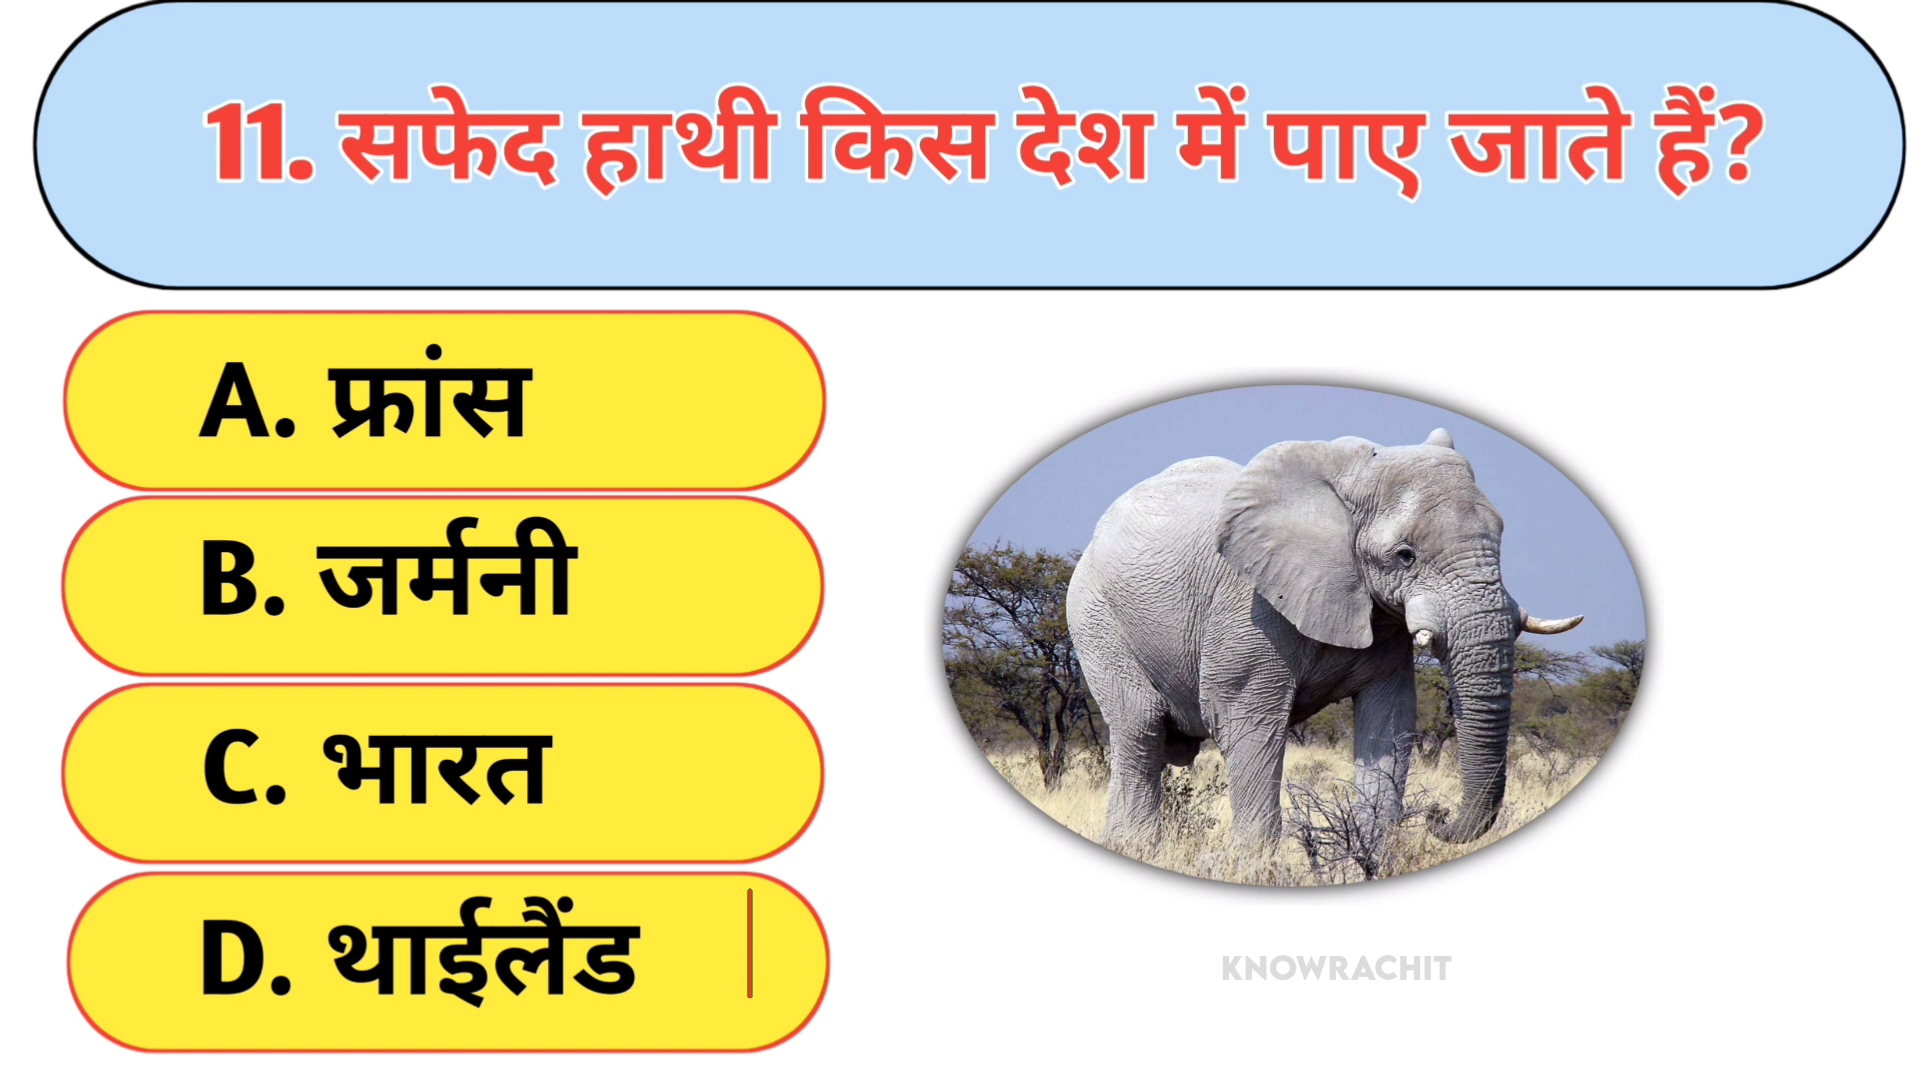 11. सफेद हाथी किस देश में पाए जाते हैं?
A. फ्रांस
B. जर्मनी
C. भारत
D. थाईलैंड
KNOWRACHIT